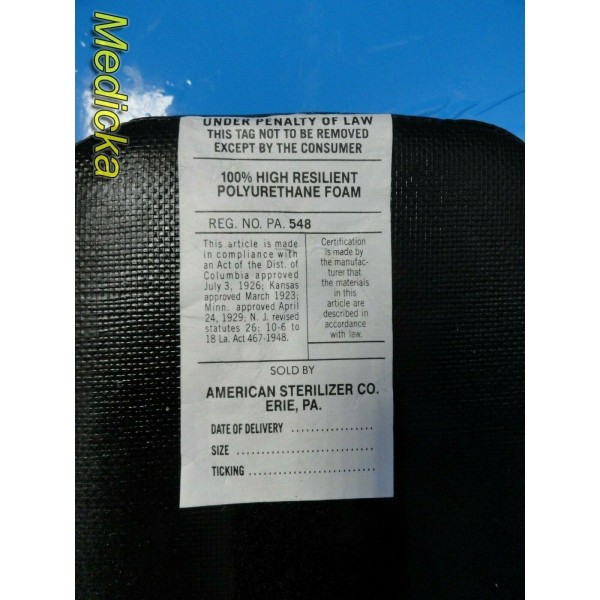 Medicka
UNDER PENALTY OF LAW
THIS TAG NOT TO BE REMOVED
EXCEPT BY THE CONSUMER
100% HIGH RESILIENT
POLYURETHANE FOAM
REG. NO. PA. 548
This article is made
in compliance with
an Act of the Dist. of
Columbia approved
July 3, 1926; Kansas
approved March 1923;
Minn. approved April
24, 1929; N. J. revised
statutes 26; 10-6 to
18 La. Act 467-1948.
Certification
is made by
the manufac-
turer that
the materials
in this
article are
described in
accordance
with law.
SOLD BY
AMERICAN STERILIZER CO.
ERIE, PA.
DATE OF DELIVERY .................
SIZE ............................
TICKING ..........................